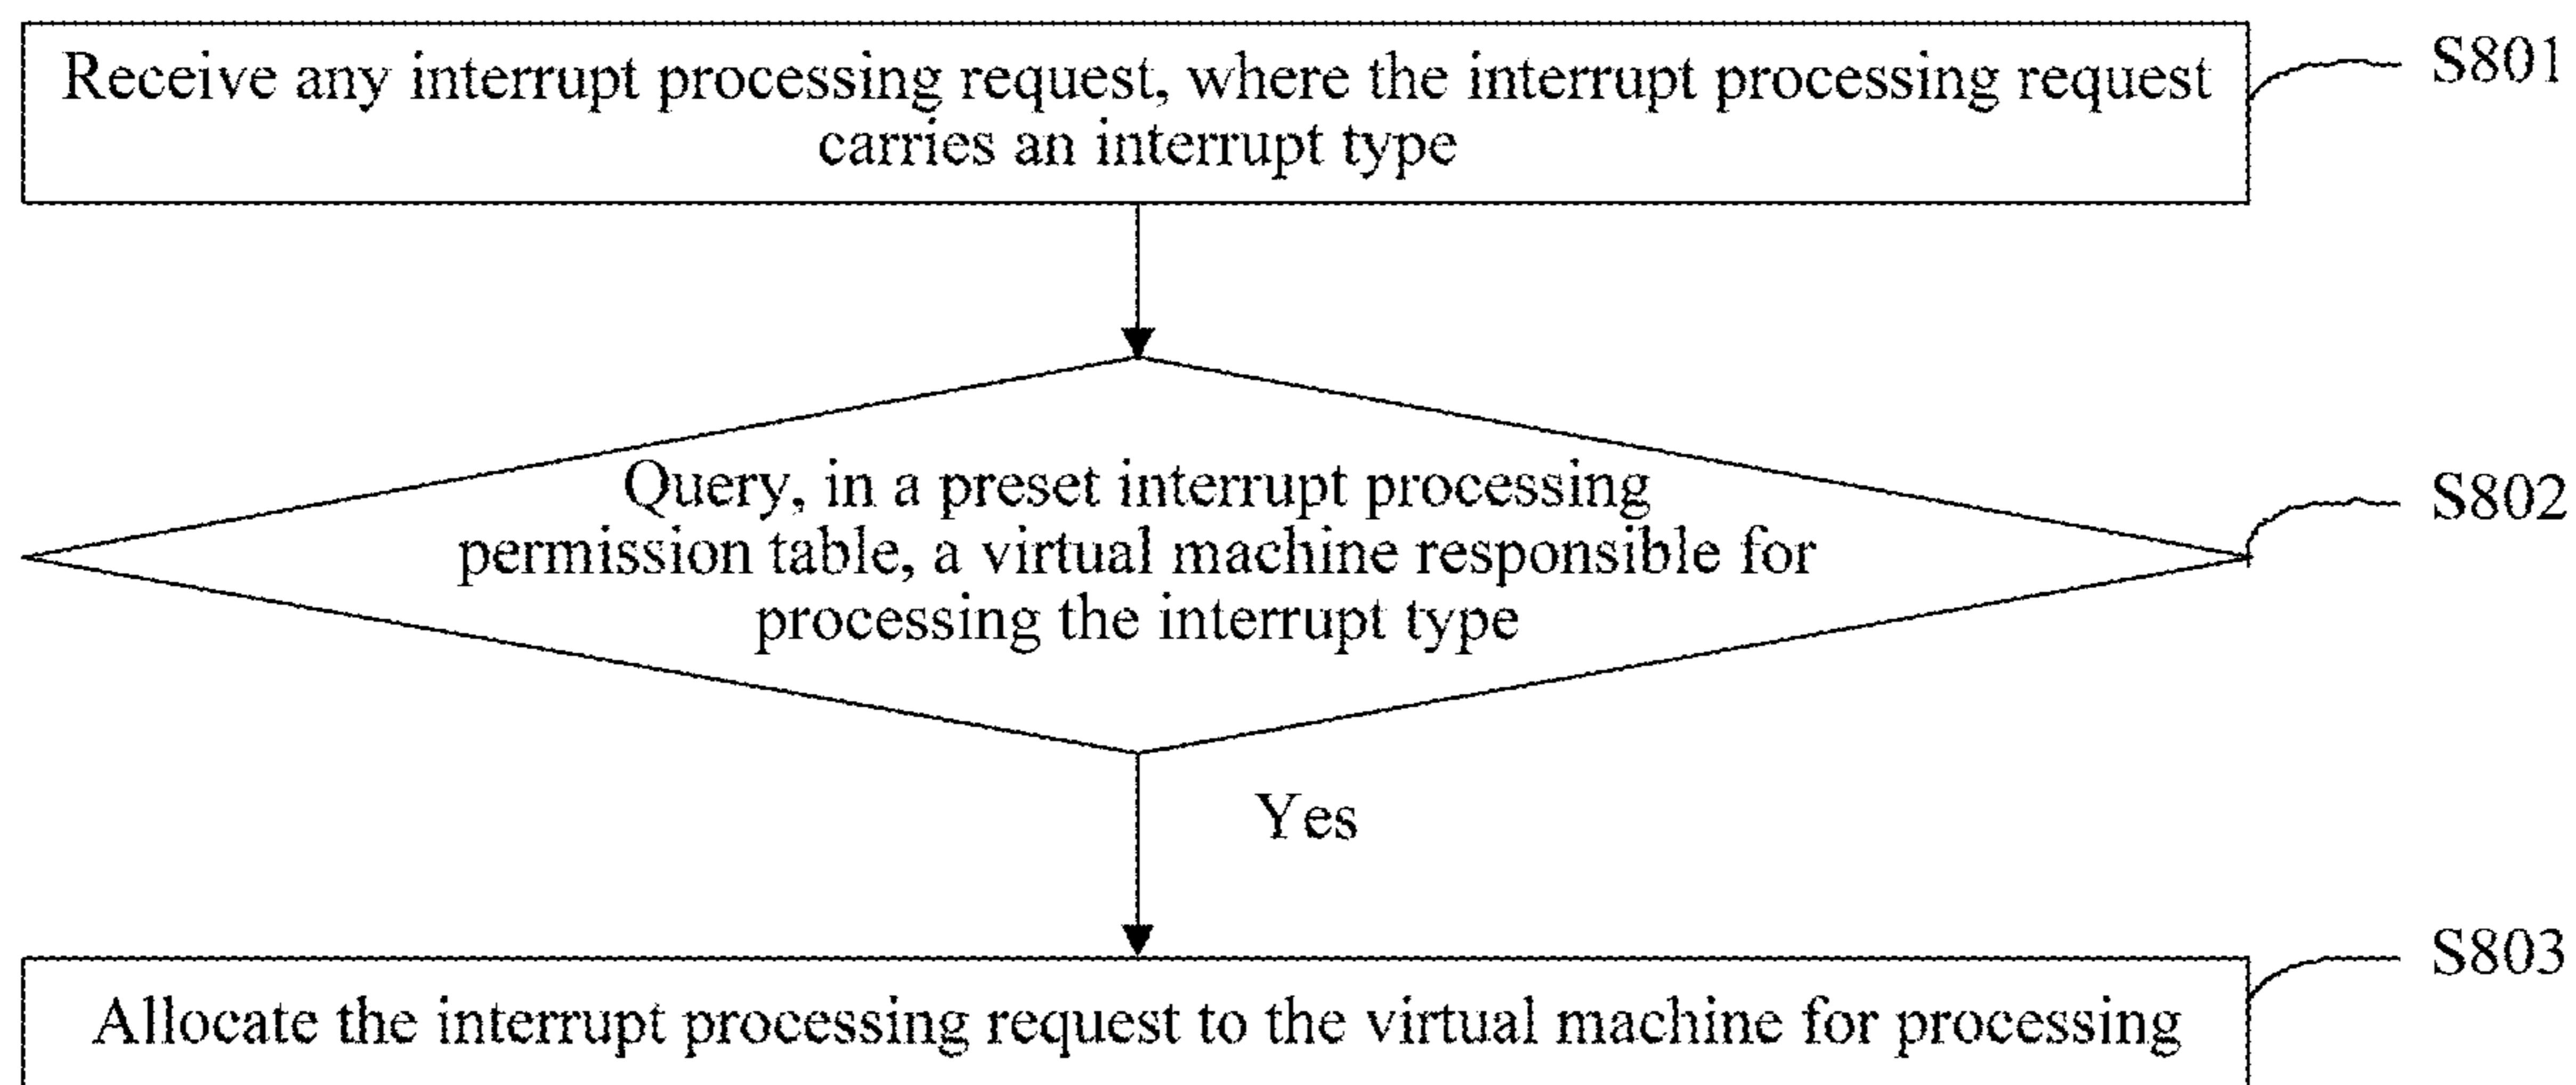 Receive any interrupt processing request, where the interrupt processing request
carries an interrupt type
S801
Query, in a preset interrupt processing
permission table, a virtual machine responsible for
processing the interrupt type
S802
Yes
Allocate the interrupt processing request to the virtual machine for processing
S803